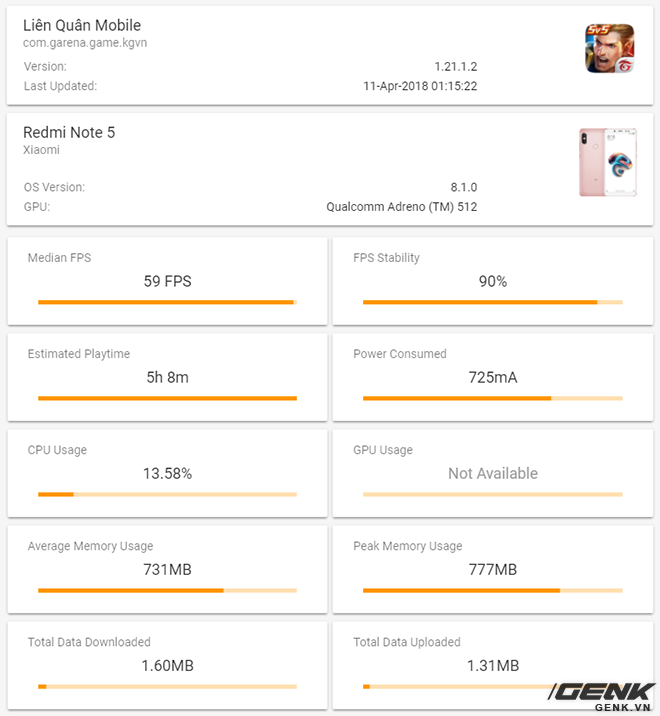 Liên Quân Mobile
com.garena.game.kgvn
Version: 1.21.1.2
Last Updated: 11-Apr-2018 01:15:22
5v5
Redmi Note 5
Xiaomi
OS Version: 8.1.0
GPU: Qualcomm Adreno (TM) 512
Median FPS
59 FPS
FPS Stability
90%
Estimated Playtime
5h 8m
Power Consumed
725mA
CPU Usage
13.58%
GPU Usage
Not Available
Average Memory Usage
731MB
Peak Memory Usage
777MB
Total Data Downloaded
1.60MB
Total Data Uploaded
1.31MB
GENK
GENK.VN